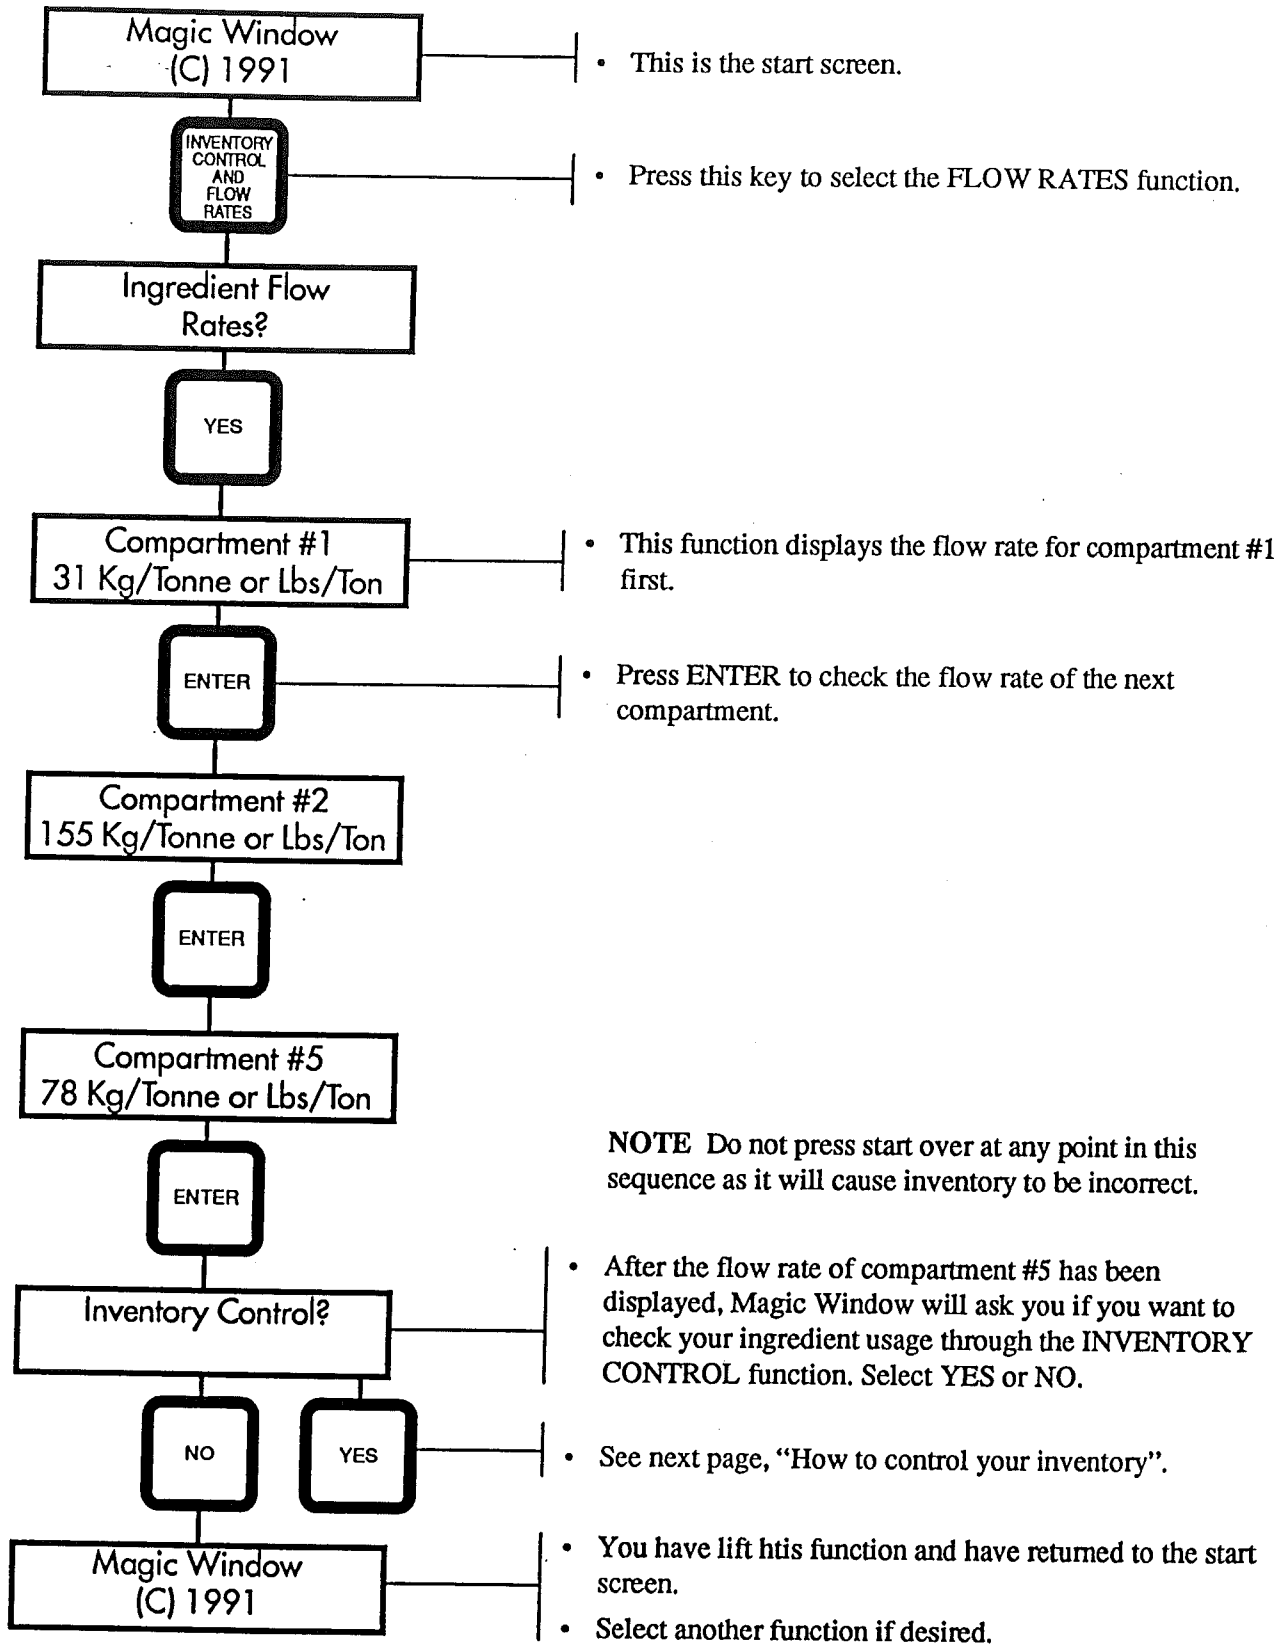 Magic Window
(C) 1991
• This is the start screen.
INVENTORY
CONTROL
AND
FLOW
RATES
• Press this key to select the FLOW RATES function.
Ingredient Flow
Rates?
YES
Compartment #1
31 Kg/Tonne or Lbs/Ton
• This function displays the flow rate for compartment #1
first.
ENTER
• Press ENTER to check the flow rate of the next
compartment.
Compartment #2
155 Kg/Tonne or Lbs/Ton
ENTER
Compartment #5
78 Kg/Tonne or Lbs/Ton
NOTE Do not press start over at any point in this
sequence as it will cause inventory to be incorrect.
ENTER
Inventory Control?
• After the flow rate of compartment #5 has been
displayed, Magic Window will ask you if you want to
check your ingredient usage through the INVENTORY
CONTROL function. Select YES or NO.
NO
YES
• See next page, “How to control your inventory”.
Magic Window
(C) 1991
• You have lift htis function and have returned to the start
screen.
• Select another function if desired.